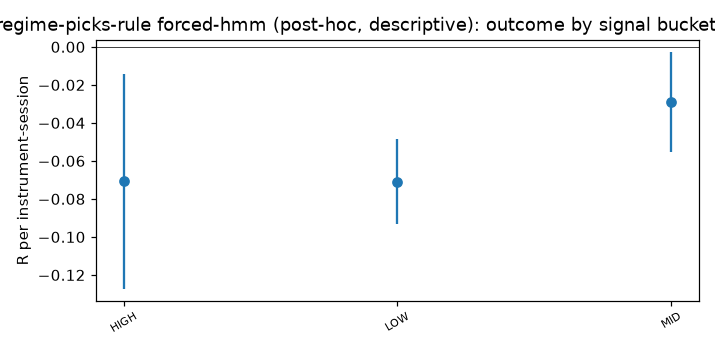 regime-picks-rule forced-hmm (post-hoc, descriptive): outcome by signal bucket
R per instrument-session
0.00
−0.02
−0.04
−0.06
−0.08
−0.10
−0.12
HIGH
LOW
MID